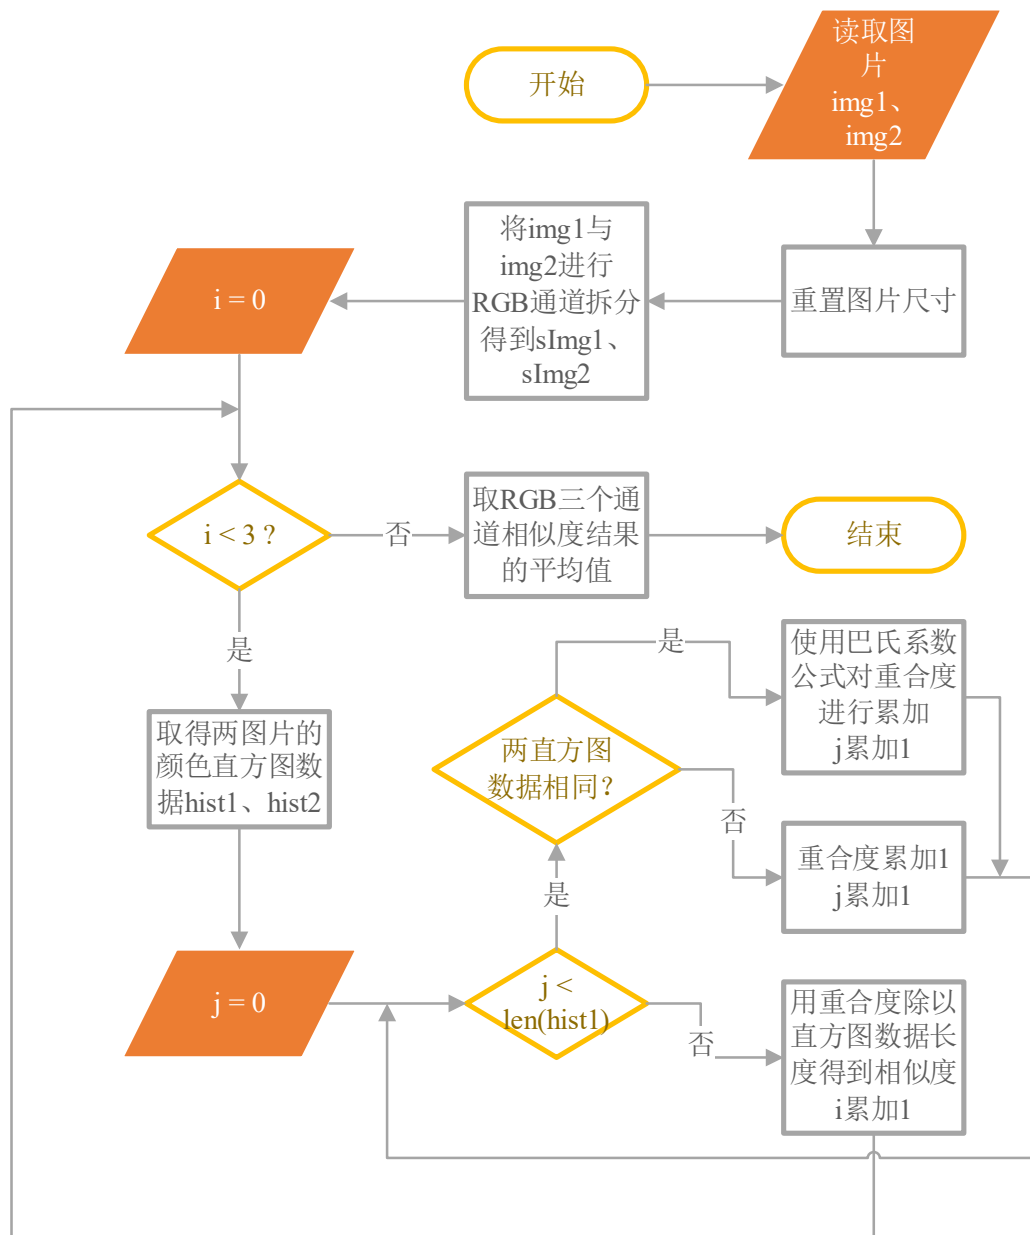 开始
读取图
片
img1、
img2
将img1与
img2进行
RGB通道拆分
得到sImg1、
sImg2
重置图片尺寸
i = 0
i < 3 ?
否
取RGB三个通
道相似度结果
的平均值
结束
是
是
使用巴氏系数
公式对重合度
进行累加
j累加1
取得两图片的
颜色直方图数
据hist1、hist2
两直方图
数据相同?
否
重合度累加1
j累加1
是
j = 0
j <
len(hist1)
否
用重合度除以
直方图数据长
度得到相似度
i累加1